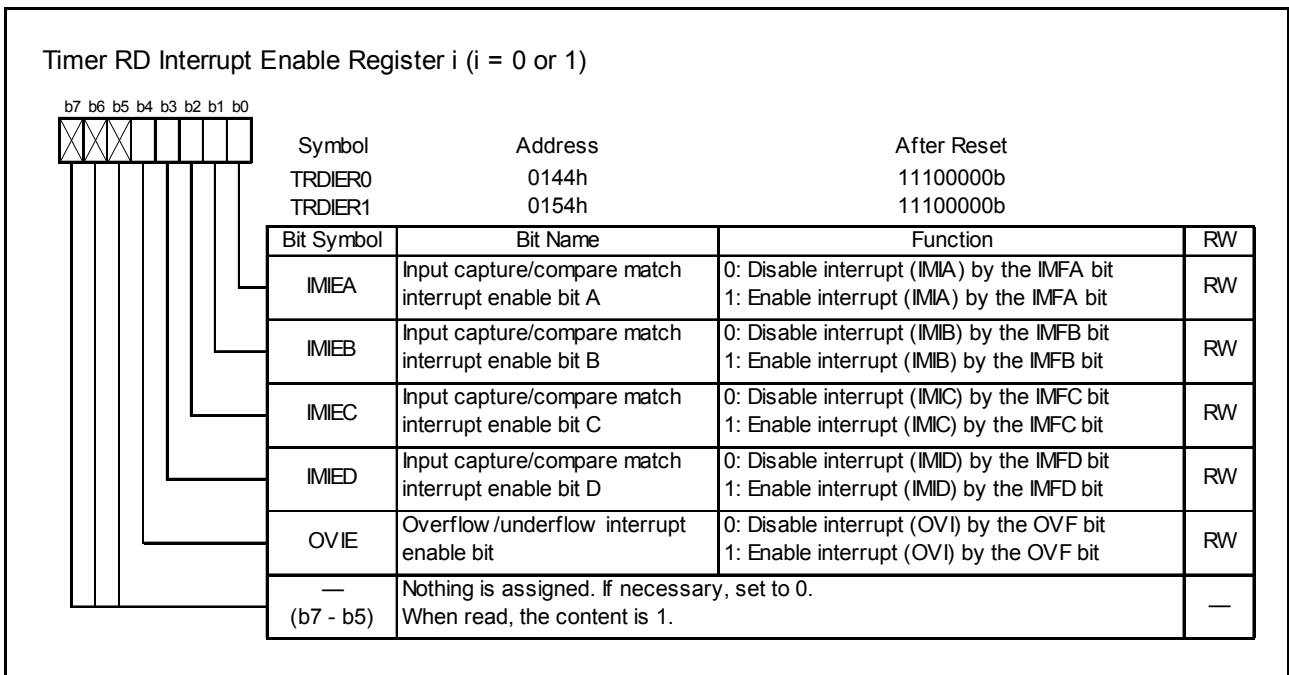 Timer RD Interrupt Enable Register i (i = 0 or 1)
b7 b6 b5 b4 b3 b2 b1 b0
Symbol Address After Reset
TRDIER0 0144h 11100000b
TRDIER1 0154h 11100000b
Bit Symbol Bit Name Function RW
IMIEA Input capture/compare match interrupt enable bit A 0: Disable interrupt (IMIA) by the IMFA bit
1: Enable interrupt (IMIA) by the IMFA bit RW
IMIEB Input capture/compare match interrupt enable bit B 0: Disable interrupt (IMIB) by the IMFB bit
1: Enable interrupt (IMIB) by the IMFB bit RW
IMIEC Input capture/compare match interrupt enable bit C 0: Disable interrupt (IMIC) by the IMFC bit
1: Enable interrupt (IMIC) by the IMFC bit RW
IMIED Input capture/compare match interrupt enable bit D 0: Disable interrupt (IMID) by the IMFD bit
1: Enable interrupt (IMID) by the IMFD bit RW
OVIE Overflow/underflow interrupt enable bit 0: Disable interrupt (OVI) by the OVF bit
1: Enable interrupt (OVI) by the OVF bit RW
—
(b7 - b5) Nothing is assigned. If necessary, set to 0.
When read, the content is 1. —